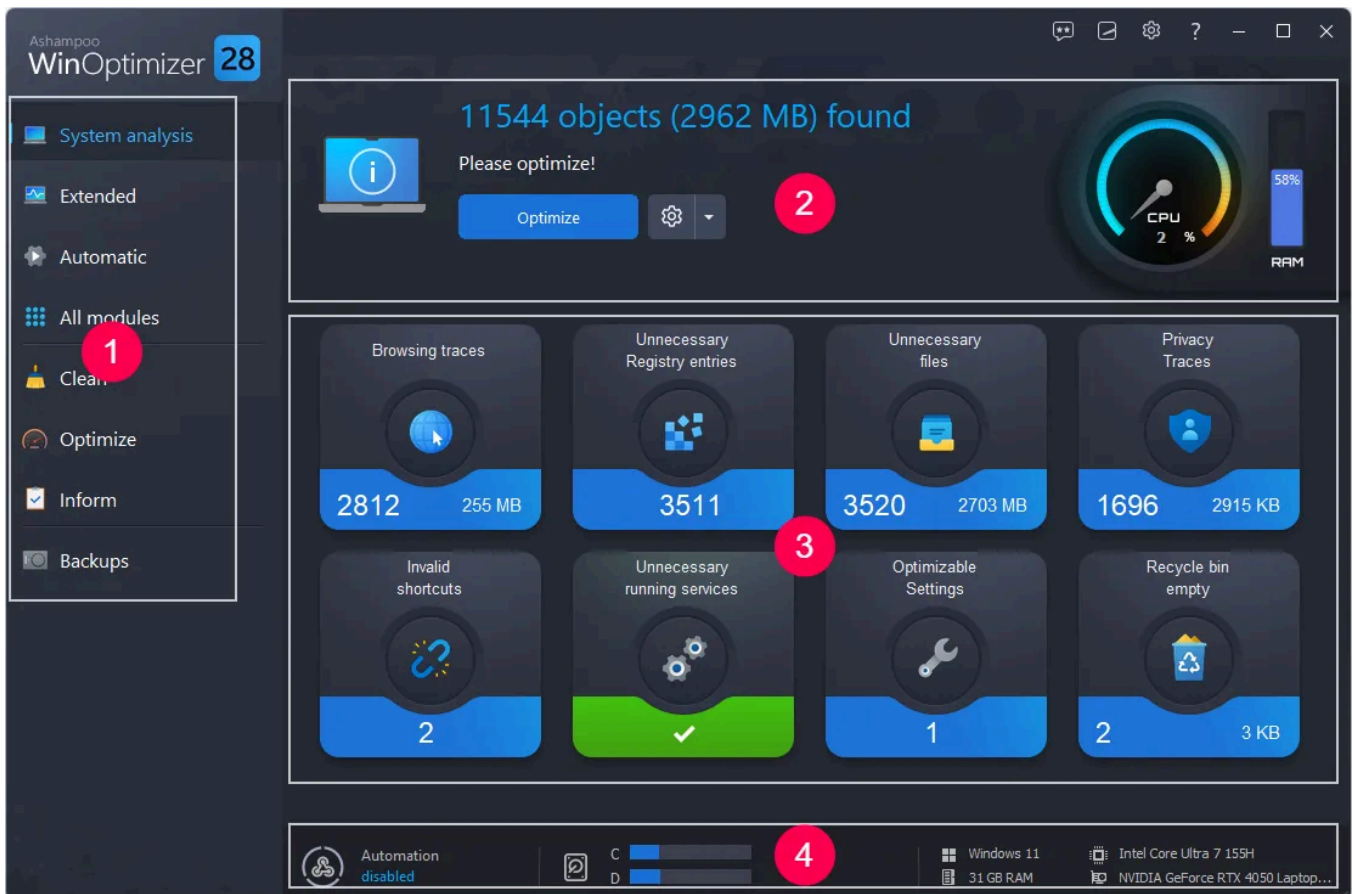 Ashampoo
WinOptimizer 28
?
System analysis
Extended
Automatic
All modules
1
Clean
Optimize
Inform
Backups
11544 objects (2962 MB) found
Please optimize!
Optimize
2
CPU
2 %
58%
RAM
Browsing traces
2812 255 MB
Unnecessary
Registry entries
3511
Unnecessary
files
3520 2703 MB
Privacy
Traces
1696 2915 KB
3
Invalid
shortcuts
2
Unnecessary
running services
Optimizable
Settings
1
Recycle bin
empty
2 3 KB
Automation
disabled
C
D
4
Windows 11
31 GB RAM
Intel Core Ultra 7 155H
NVIDIA GeForce RTX 4050 Laptop...